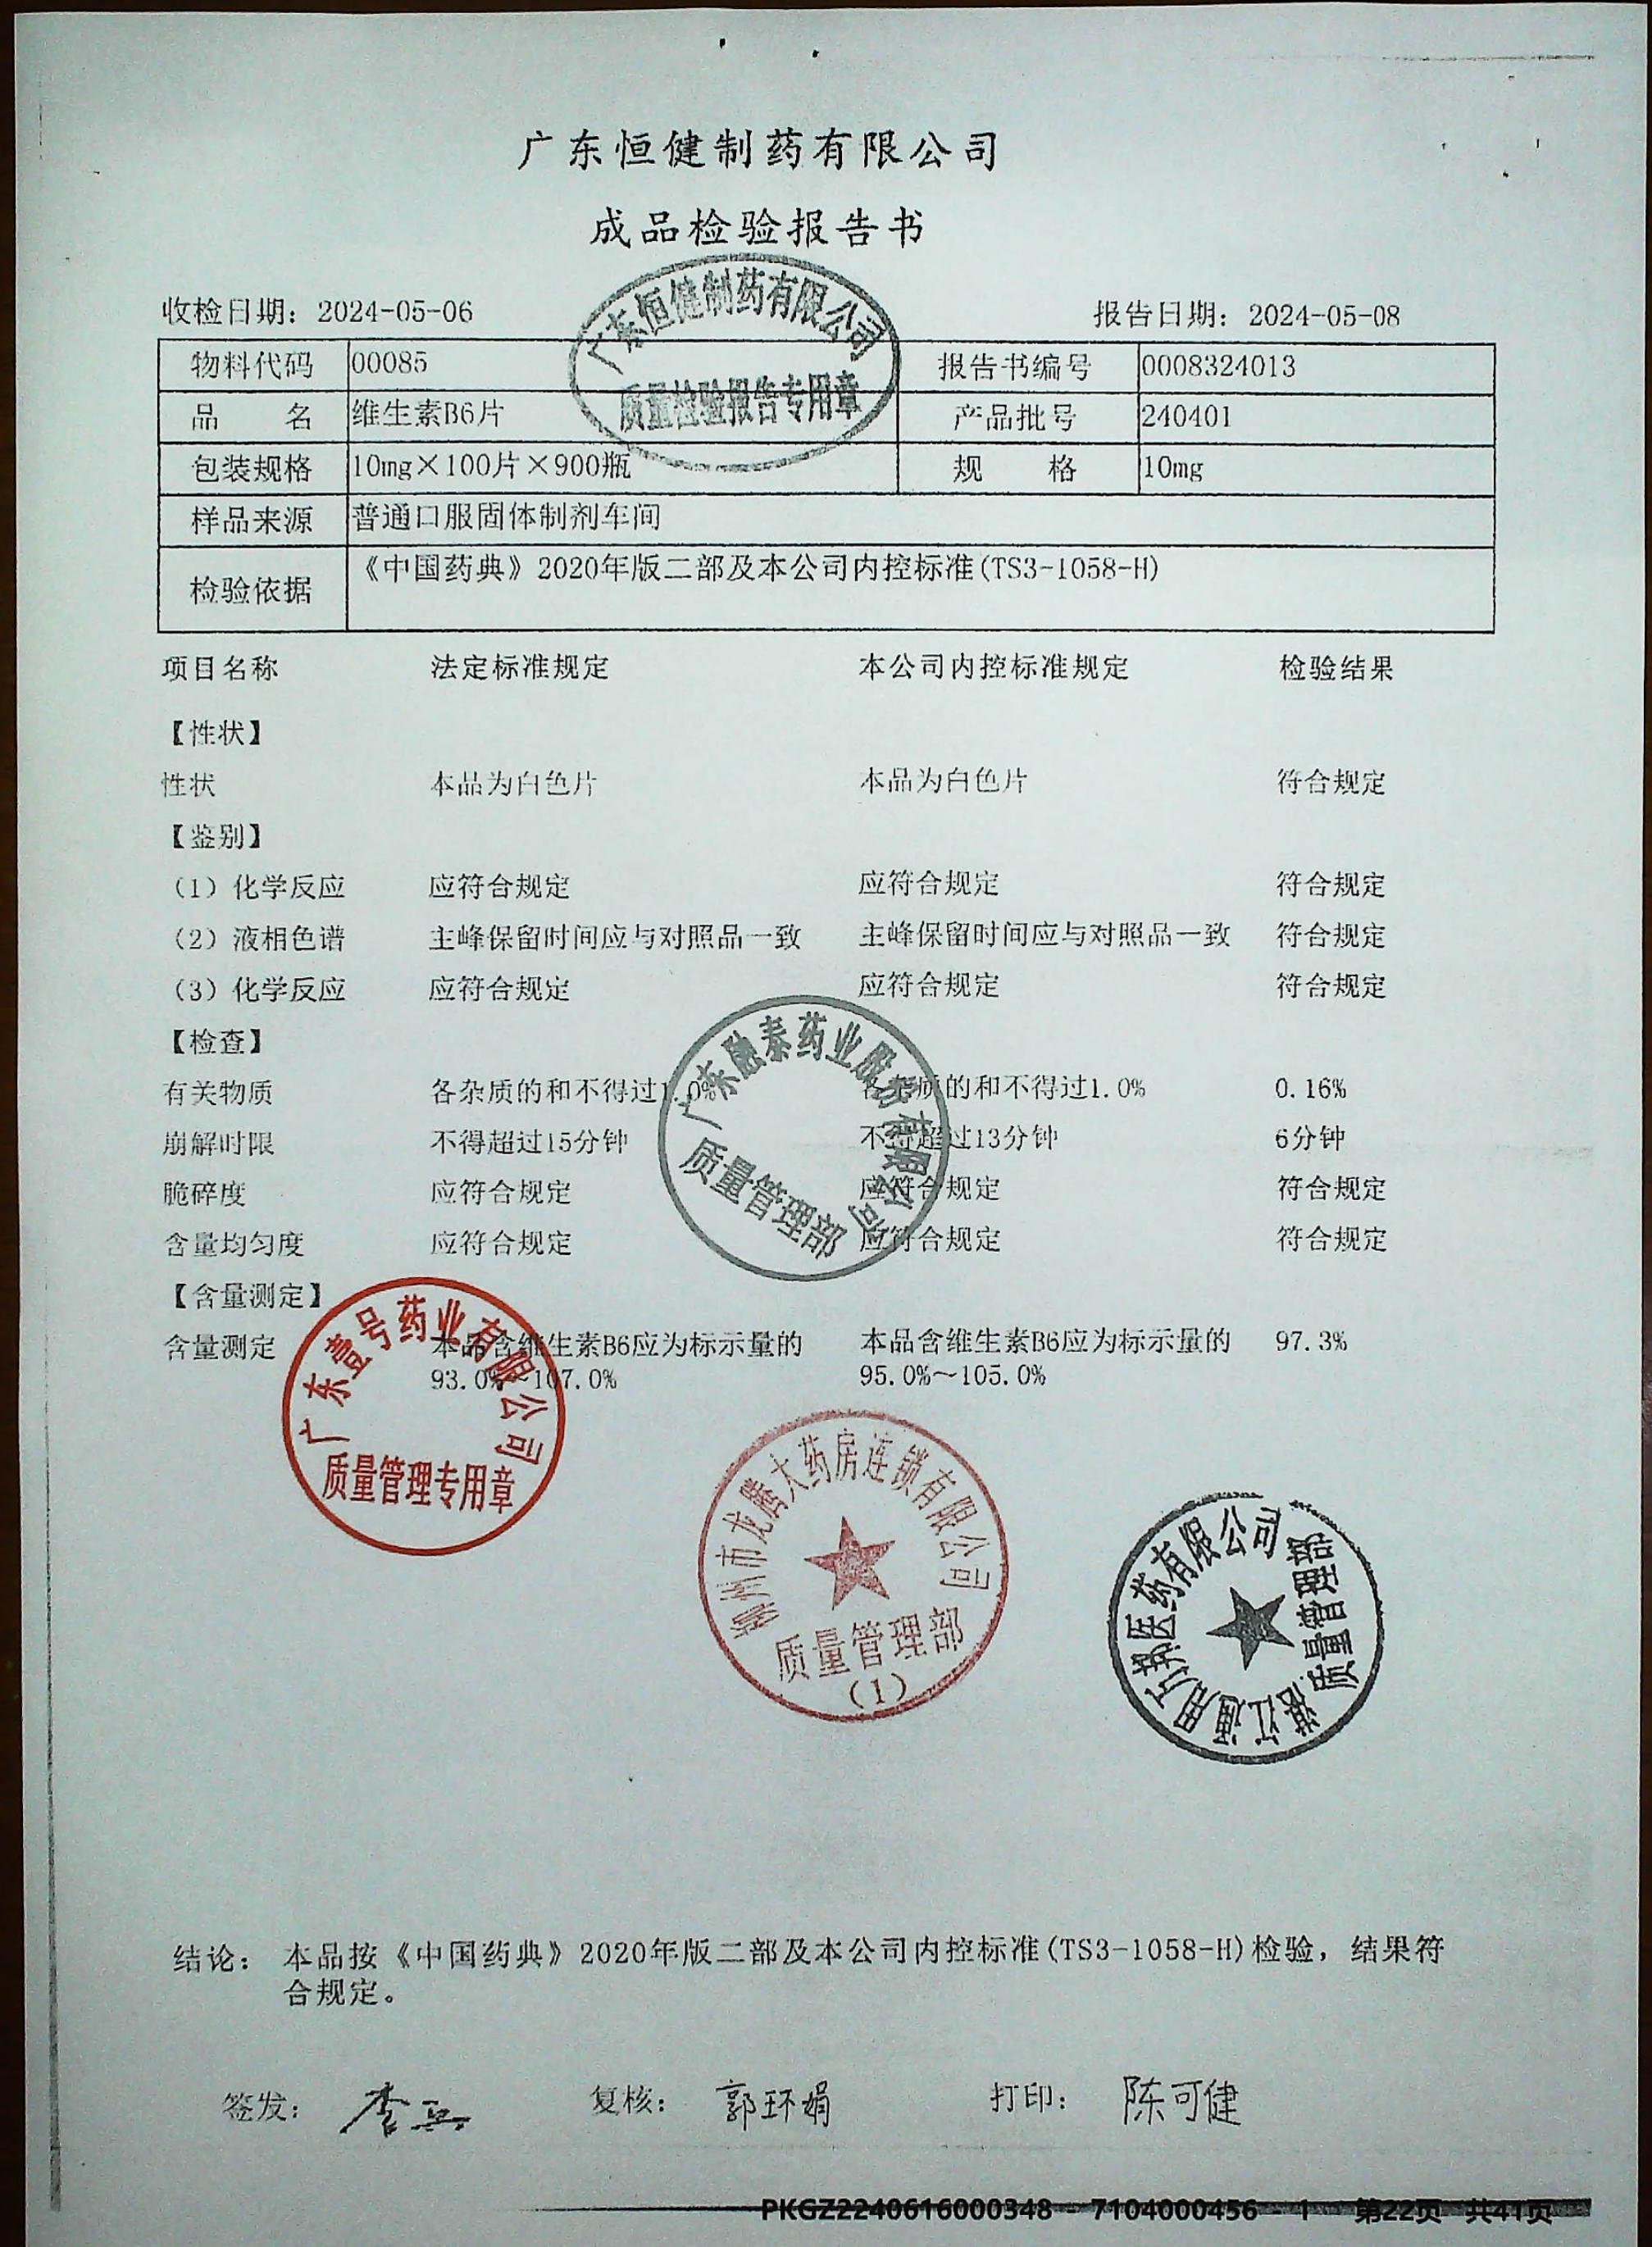 广东恒健制药有限公司
成品检验报告书
收检日期：2024-05-06 报告日期：2024-05-08
广东恒健制药有限公司
质量检验报告专用章
物料代码 00085 报告书编号 0008324013
品 名 维生素B6片 产品批号 240401
包装规格 10mg×100片×900瓶 规 格 10mg
样品来源 普通口服固体制剂车间
检验依据 《中国药典》2020年版二部及本公司内控标准(TS3-1058-H)
项目名称 法定标准规定 本公司内控标准规定 检验结果
【性状】
性状 本品为白色片 本品为白色片 符合规定
【鉴别】
（1）化学反应 应符合规定 应符合规定 符合规定
（2）液相色谱 主峰保留时间应与对照品一致 主峰保留时间应与对照品一致 符合规定
（3）化学反应 应符合规定 应符合规定 符合规定
【检查】
有关物质 各杂质的和不得过1.0% 各杂质的和不得过1.0% 0.16%
崩解时限 不得超过15分钟 不得超过13分钟 6分钟
脆碎度 应符合规定 应符合规定 符合规定
含量均匀度 应符合规定 应符合规定 符合规定
广东融泰药业股份有限公司
质量管理部
【含量测定】
含量测定 本品含维生素B6应为标示量的 本品含维生素B6应为标示量的 97.3%
93.0%～107.0% 95.0%～105.0%
广东壹号药业有限公司
质量管理专用章
柳州市龙腾大药房连锁有限公司
质量管理部
(1)
湛江通用万邦医药有限公司
质量管理部
结论： 本品按《中国药典》2020年版二部及本公司内控标准(TS3-1058-H)检验，结果符
合规定。
签发： 复核：郭环娟 打印：陈可健
PKGZ2240616000348 - 7104000456 - 1 第22页 共41页